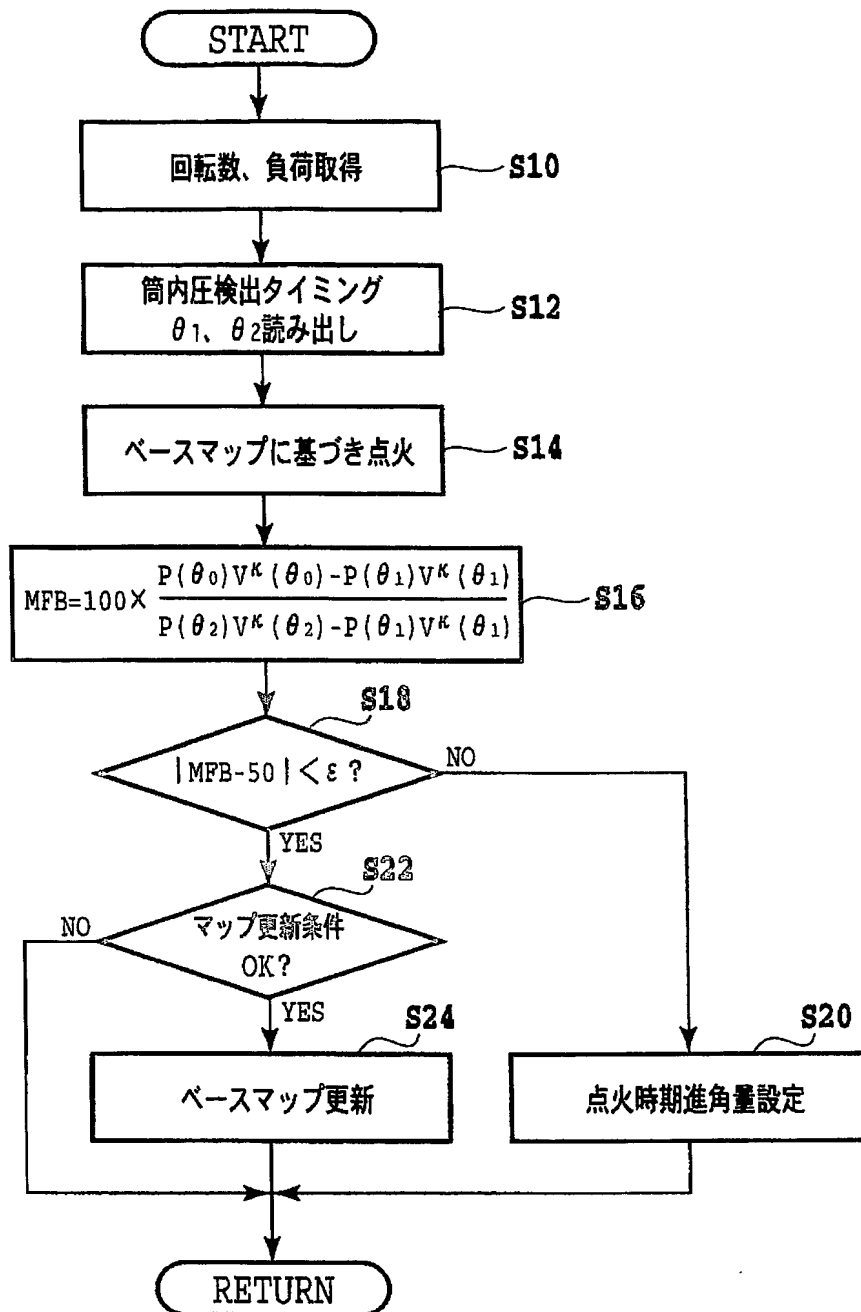 START
回転数、負荷取得
S10
筒内圧検出タイミング
θ1、θ2読み出し
S12
ベースマップに基づき点火
S14
MFB=100× P(θ0)V^κ(θ0)-P(θ1)V^κ(θ1)
P(θ2)V^κ(θ2)-P(θ1)V^κ(θ1)
S16
S18
|MFB-50|<ε?
NO
YES
S22
NO
マップ更新条件
OK?
YES
S24
S20
ベースマップ更新
点火時期進角量設定
RETURN